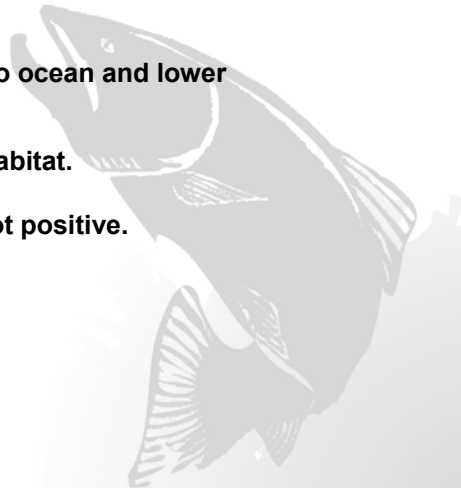 o ocean and lower
abitat.
ot positive.